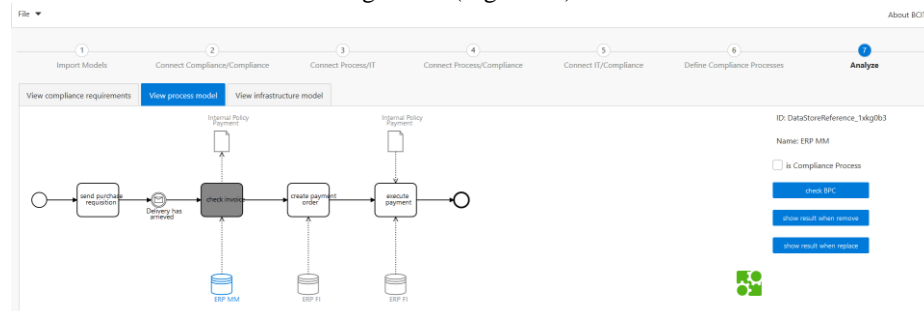 File ▼
About BCIT
1
2
3
4
5
6
7
Import Models
Connect Compliance/Compliance
Connect Process/IT
Connect Process/Compliance
Connect IT/Compliance
Define Compliance Processes
Analyze
View compliance requirements
View process model
View infrastructure model
Internal Policy
Payment
Internal Policy
Payment
send purchase
requisition
Delivery has
arrieved
check invoice
create payment
order
execute
payment
ERP MM
ERP FI
ERP FI
ID: DataStoreReference_1xkg0b3
Name: ERP MM
is Compliance Process
check BPC
show result when remove
show result when replace